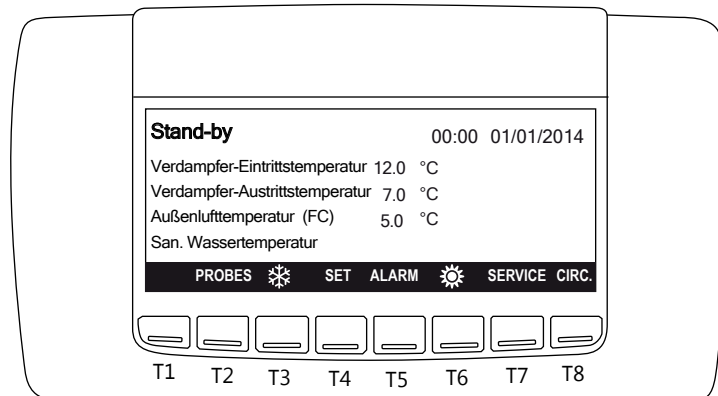 Stand-by 00:00 01/01/2014
Verdampfer-Eintrittstemperatur 12.0 °C
Verdampfer-Austrittstemperatur 7.0 °C
Außenlufttemperatur (FC) 5.0 °C
San. Wassertemperatur
PROBES SET ALARM SERVICE CIRC.
T1 T2 T3 T4 T5 T6 T7 T8